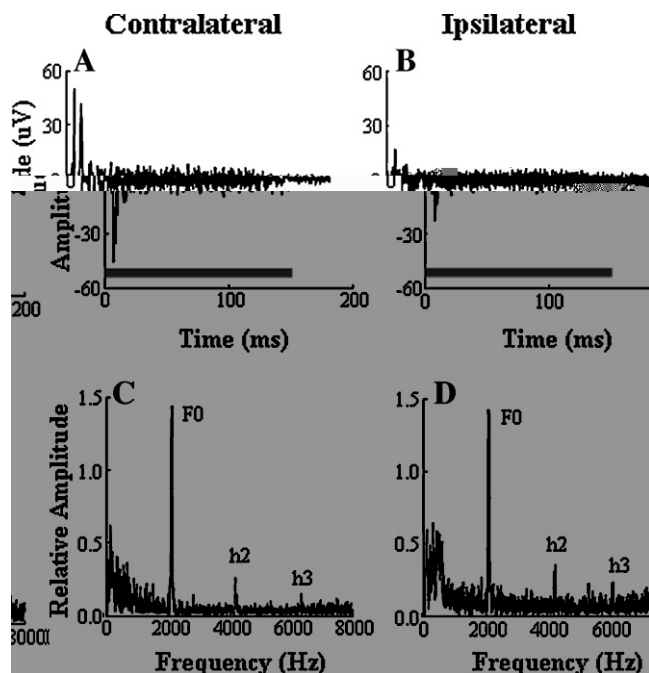 Contralateral Ipsilateral
A B
60 60
30 30
-30 -30
-60 -60
0 100 200 0 100
200
Time (ms) Time (ms)
C D
1.5 1.5
F0 F0
1.0 1.0
Relative Amplitude
0.5 0.5
h2 h3 h2 h3
0.0 0.0
0 2000 4000 6000 8000 0 2000 4000 6000
Frequency (Hz) Frequency (Hz)